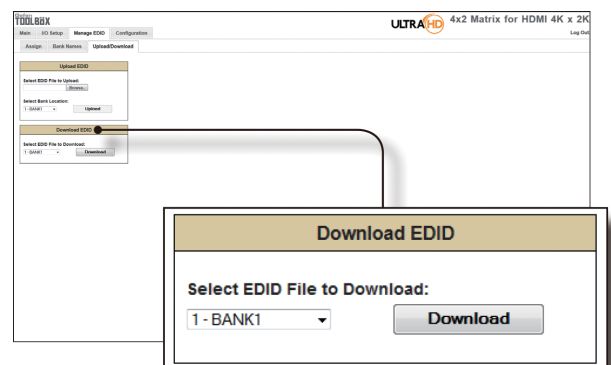 Gefen
TOOLBOX
ULTRA HD
4x2 Matrix for HDMI 4K x 2K
Log Out
Main I/O Setup Manage EDID Configuration
Assign Bank Names Upload/Download
Upload EDID
Select EDID File to Upload:
Browse..
Select Bank Location:
1 - BANK1 Upload
Download EDID
Select EDID File to Download:
1 - BANK1 Download
Download EDID
Select EDID File to Download:
1 - BANK1 Download